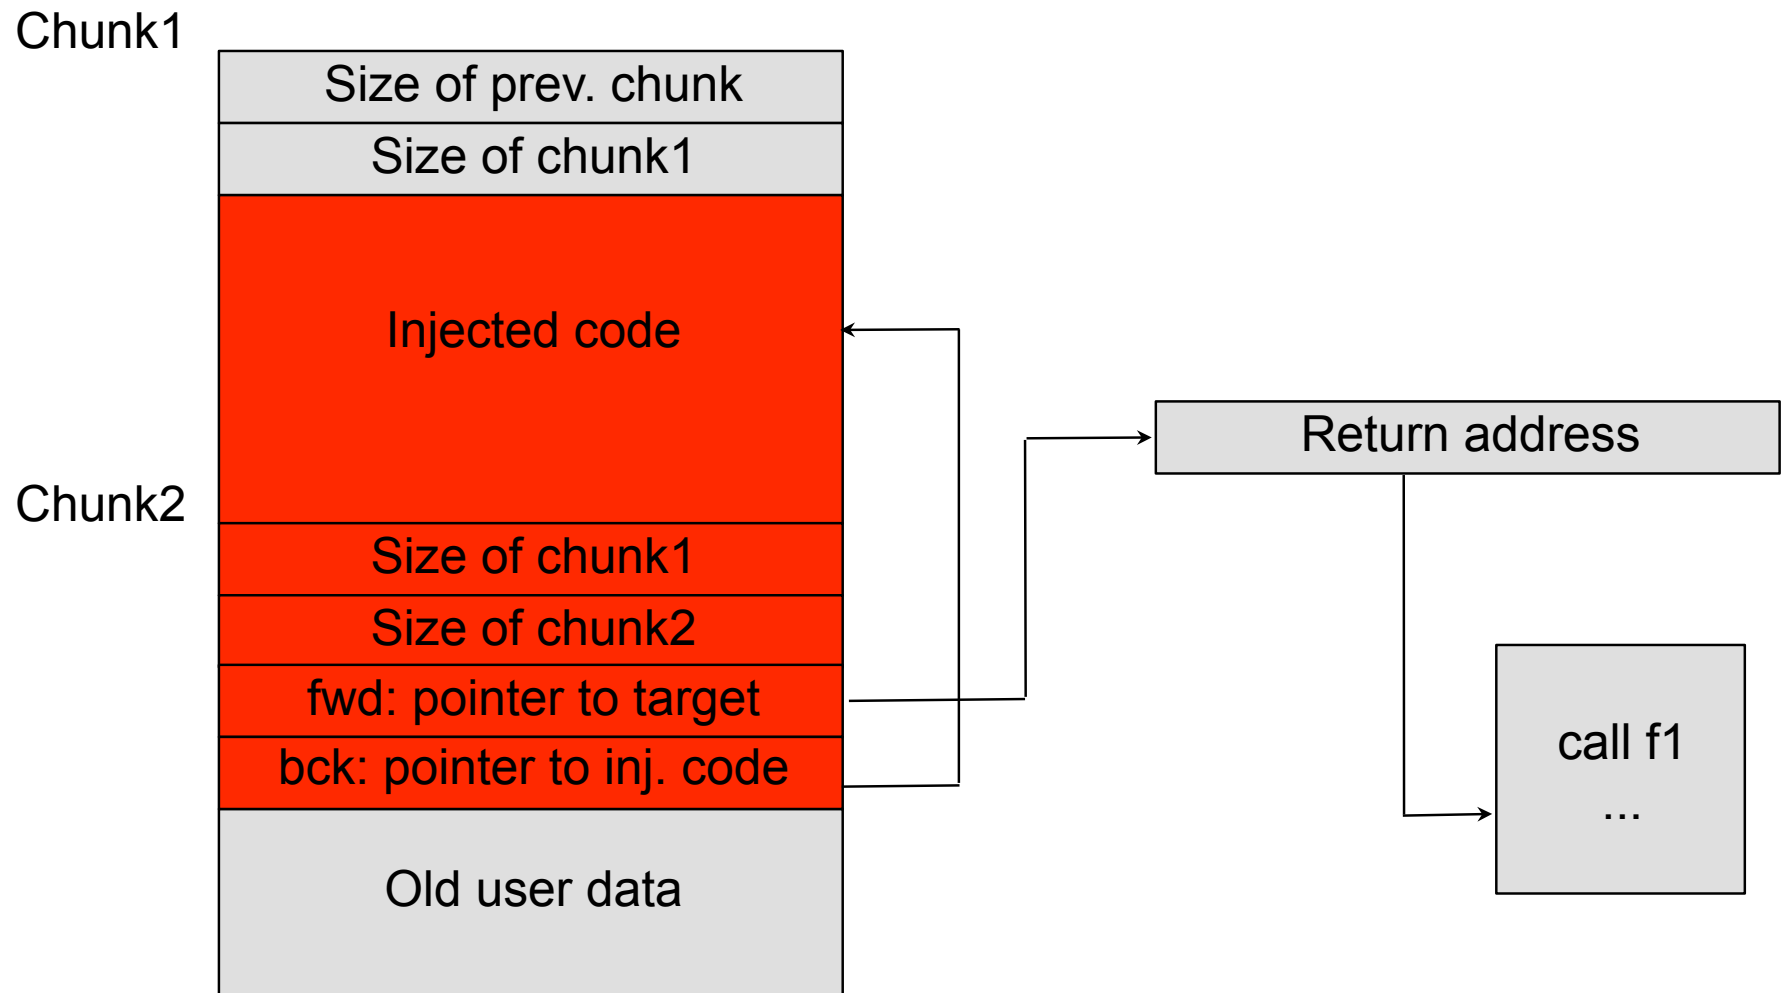 Chunk1
Size of prev. chunk
Size of chunk1
Injected code
Return address
Chunk2
Size of chunk1
Size of chunk2
fwd: pointer to target
bck: pointer to inj. code
call f1
...
Old user data